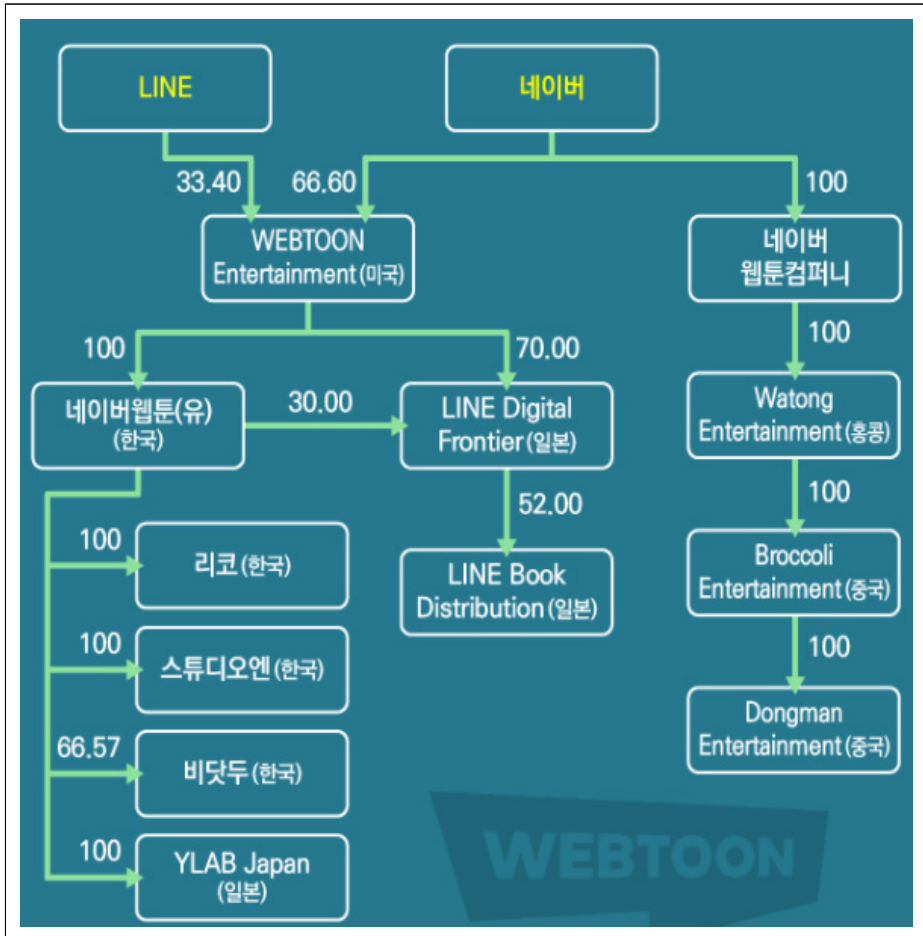 LINE
네이버
33.40
66.60
100
WEBTOON
Entertainment (미국)
네이버
웹툰컴퍼니
100
70.00
100
네이버웹툰(유)
(한국)
30.00
LINE Digital
Frontier (일본)
Watong
Entertainment (홍콩)
52.00
100
100
리코 (한국)
LINE Book
Distribution (일본)
Broccoli
Entertainment (중국)
100
스튜디오엔 (한국)
100
Dongman
Entertainment (중국)
66.57
비닷두 (한국)
100
YLAB Japan
(일본)
WEBTOON